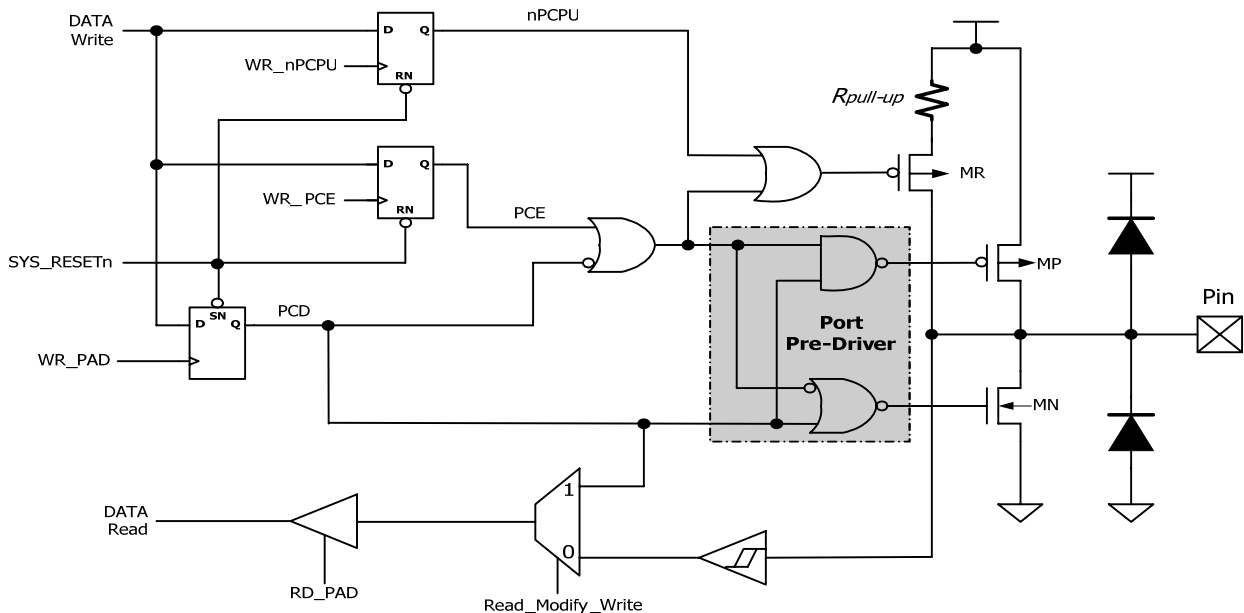 DATA
Write
D
Q
RN
WR_nPCPU
nPCPU
D
Q
RN
WR_PCE
PCE
SYS_RESETn
SN
D
Q
WR_PAD
PCD
Rpull-up
MR
MP
MN
Pin
Port
Pre-Driver
1
0
DATA
Read
RD_PAD
Read_Modify_Write